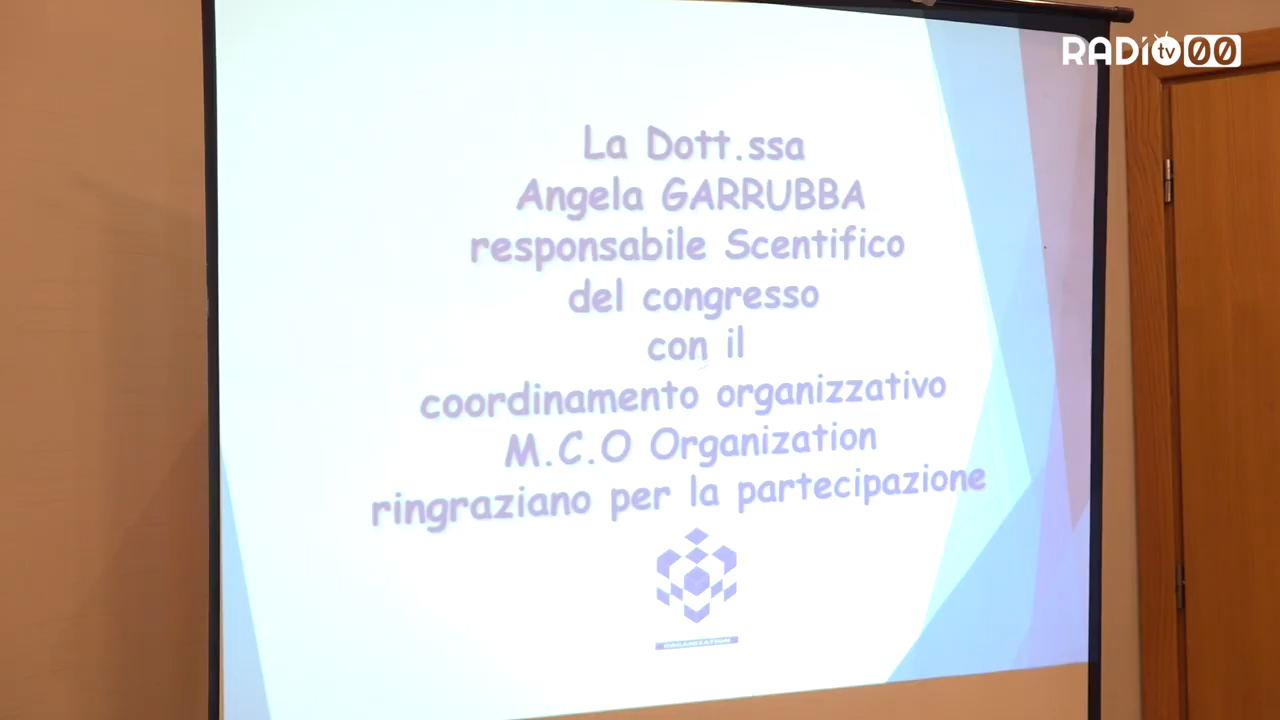 RADIO tv 00
La Dott.ssa
Angela GARRUBBA
responsabile Scentifico
del congresso
con il
coordinamento organizzativo
M.C.O Organization
ringraziano per la partecipazione
ORGANIZATION